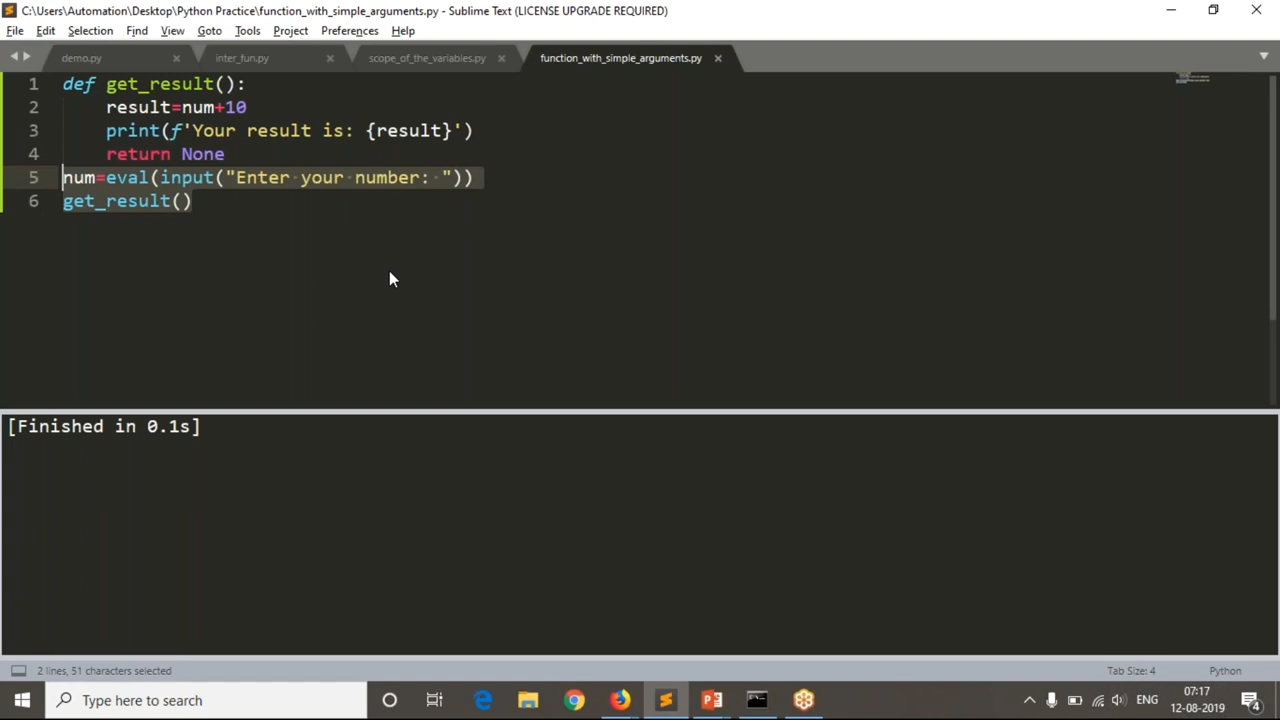 C:\Users\Automation\Desktop\Python Practice\function_with_simple_arguments.py - Sublime Text (LICENSE UPGRADE REQUIRED)
File Edit Selection Find View Goto Tools Project Preferences Help
demo.py inter_fun.py scope_of_the_variables.py function_with_simple_arguments.py
1 def get_result():
2 result=num+10
3 print(f'Your result is: {result}')
4 return None
5 num=eval(input("Enter your number: "))
6 get_result()
[Finished in 0.1s]
2 lines, 51 characters selected Tab Size: 4 Python
Type here to search ENG 07:17
12-08-2019 4